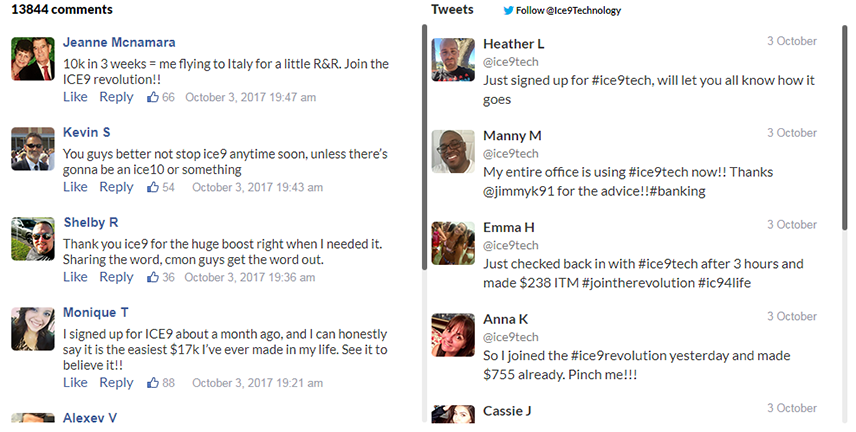 13844 comments
Jeanne Mcnamara
10k in 3 weeks = me flying to Italy for a little R&R. Join the
ICE9 revolution!!
Like Reply 66 October 3, 2017 19:47 am
Kevin S
You guys better not stop ice9 anytime soon, unless there's
gonna be an ice10 or something
Like Reply 54 October 3, 2017 19:43 am
Shelby R
Thank you ice9 for the huge boost right when I needed it.
Sharing the word, cmon guys get the word out.
Like Reply 36 October 3, 2017 19:36 am
Monique T
I signed up for ICE9 about a month ago, and I can honestly
say it is the easiest $17k I've ever made in my life. See it to
believe it!!
Like Reply 88 October 3, 2017 19:21 am
Alexey V
Tweets Follow @Ice9Technology
Heather L 3 October
@ice9tech
Just signed up for #ice9tech, will let you all know how it
goes
Manny M 3 October
@ice9tech
My entire office is using #ice9tech now!! Thanks
@jimmyk91 for the advice!!#banking
Emma H 3 October
@ice9tech
Just checked back in with #ice9tech after 3 hours and
made $238 ITM #jointherevolution #ic94life
Anna K 3 October
@ice9tech
So I joined the #ice9revolution yesterday and made
$755 already. Pinch me!!!
Cassie J 3 October